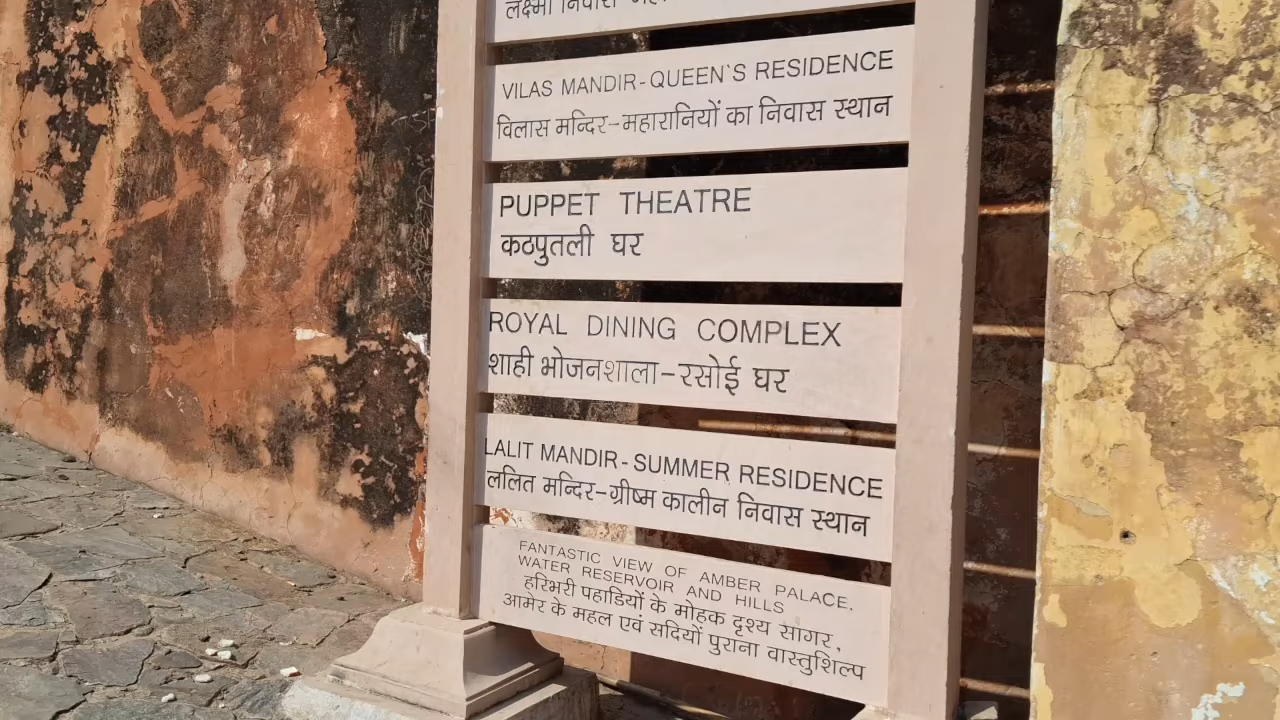 लक्ष्मी निवास
VILAS MANDIR-QUEEN`S RESIDENCE
विलास मन्दिर-महारानियों का निवास स्थान
PUPPET THEATRE
कठपुतली घर
ROYAL DINING COMPLEX
शाही भोजनशाला-रसोई घर
LALIT MANDIR-SUMMER RESIDENCE
ललित मन्दिर-ग्रीष्म कालीन निवास स्थान
FANTASTIC VIEW OF AMBER PALACE,
WATER RESERVOIR AND HILLS
हरिभरी पहाडियों के मोहक दृश्य सागर,
आमेर के महल एवं सदियों पुराना वास्तुशिल्प